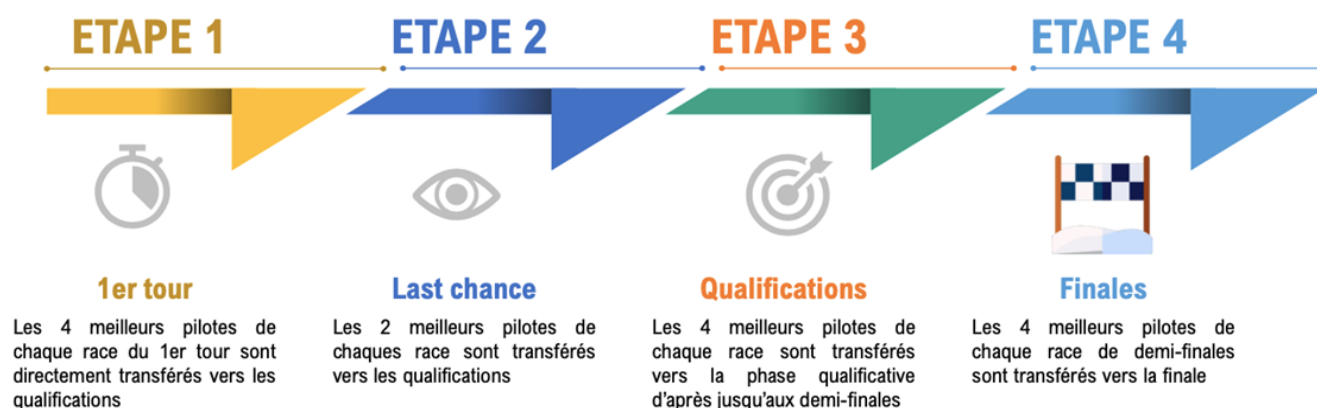 ETAPE 1
ETAPE 2
ETAPE 3
ETAPE 4
1er tour
Les 4 meilleurs pilotes de
chaque race du 1er tour sont
directement transférés vers les
qualifications
Last chance
Les 2 meilleurs pilotes de
chaques race sont transférés
vers les qualifications
Qualifications
Les 4 meilleurs pilotes de
chaque race sont transférés
vers la phase qualificative
d'après jusqu'aux demi-finales
Finales
Les 4 meilleurs pilotes de
chaque race de demi-finales
sont transférés vers la finale